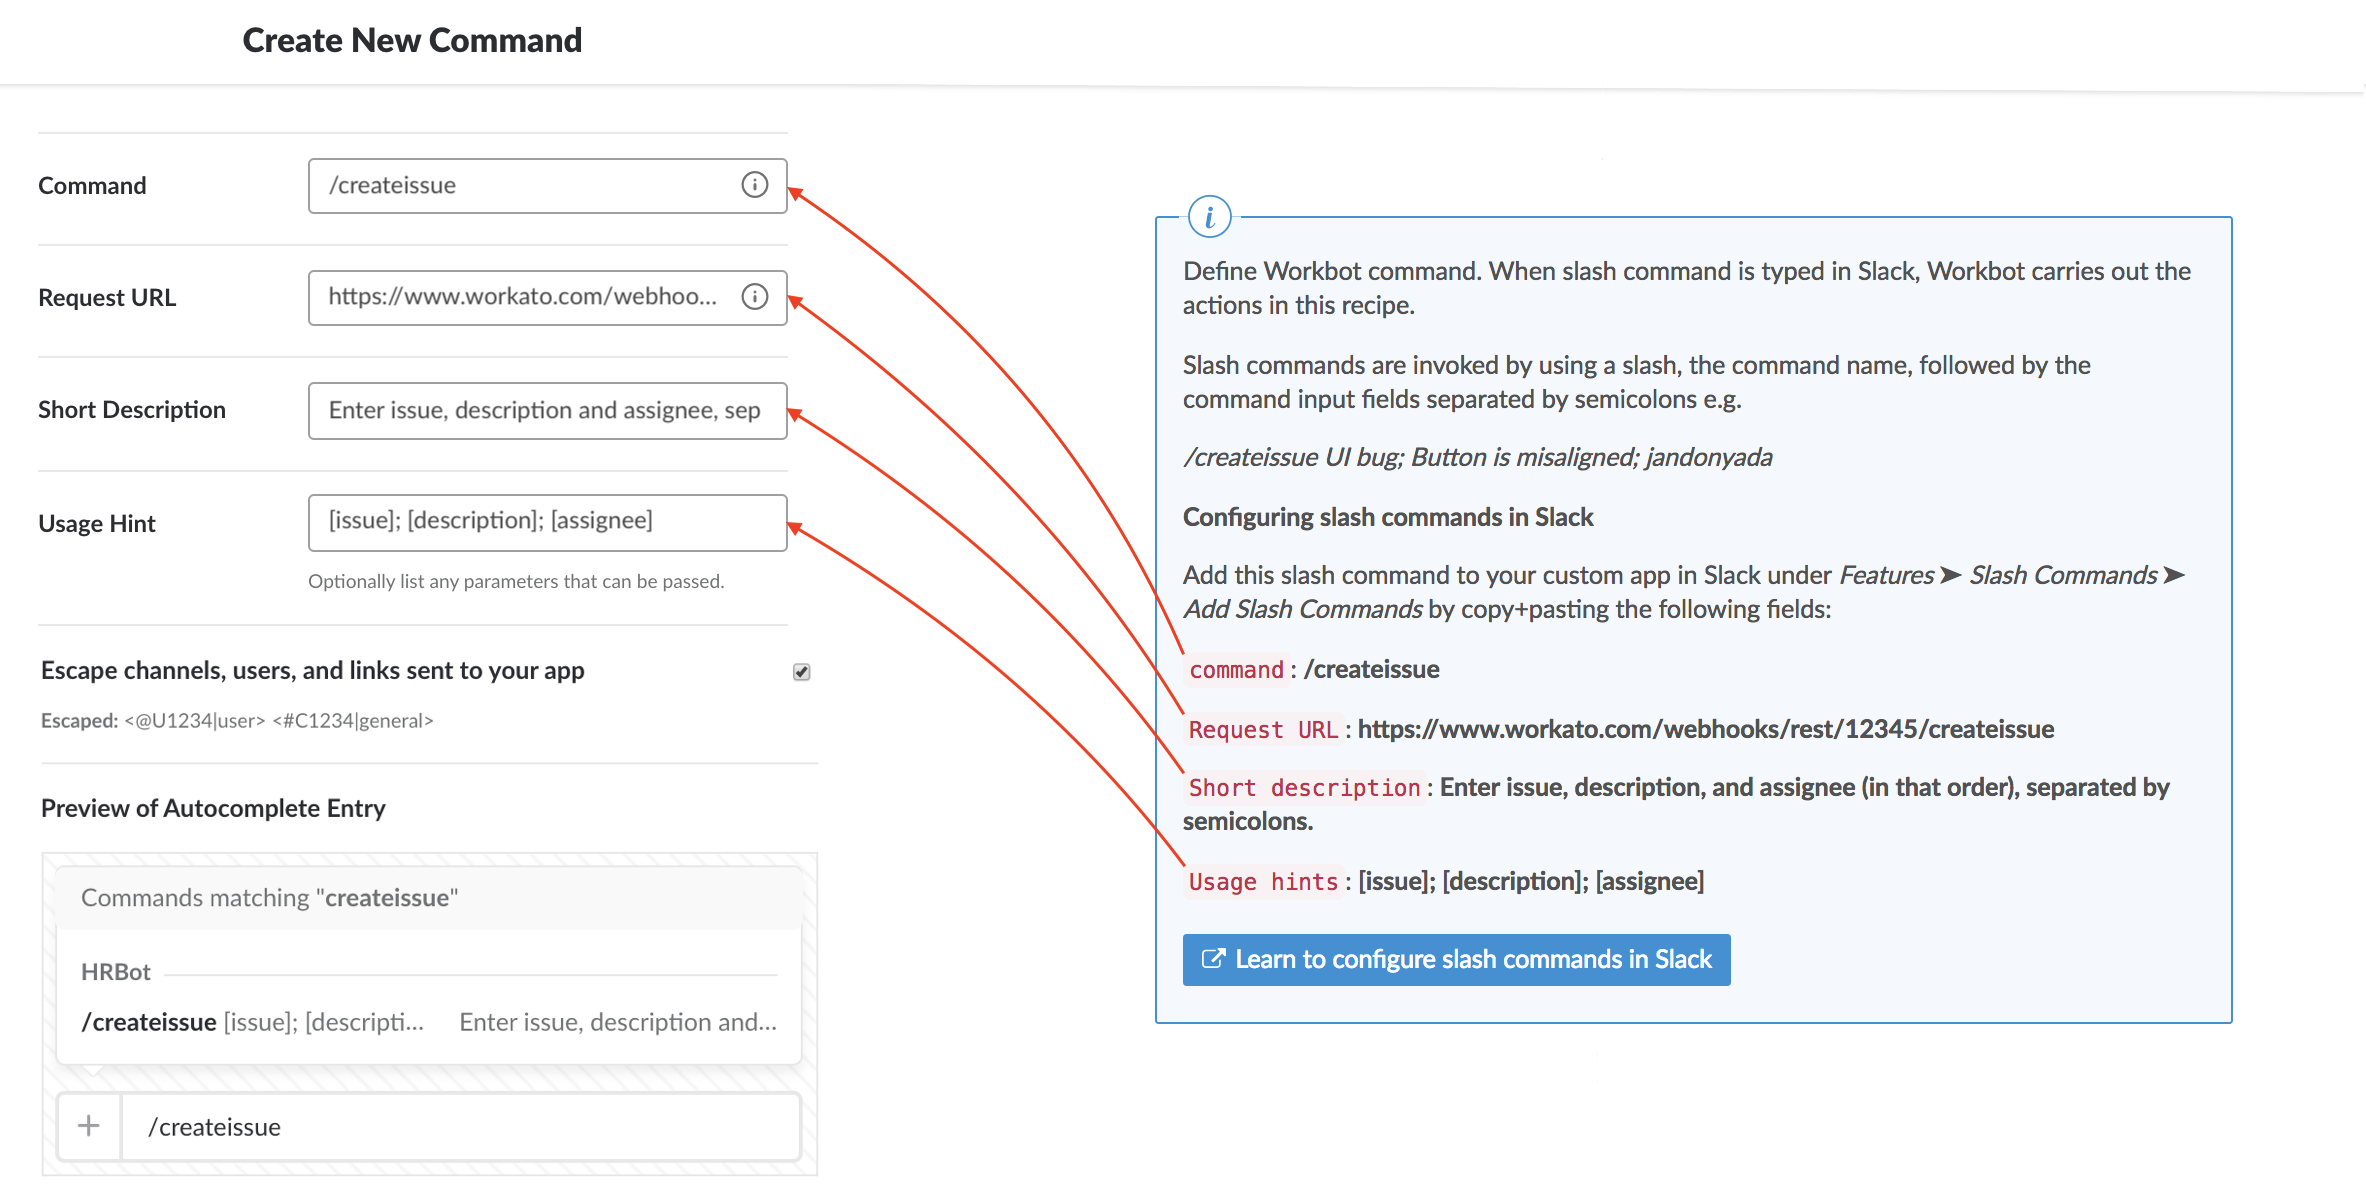 Create New Command
Command
/createissue
Request URL
https://www.workato.com/webhoo...
Short Description
Enter issue, description and assignee, sep
Usage Hint
[issue]; [description]; [assignee]
Optionally list any parameters that can be passed.
Escape channels, users, and links sent to your app
Escaped: <@U1234|user> <#C1234|general>
Preview of Autocomplete Entry
Commands matching "createissue"
HRBot
/createissue [issue]; [descripti... Enter issue, description and...
+ /createissue
i
Define Workbot command. When slash command is typed in Slack, Workbot carries out the
actions in this recipe.
Slash commands are invoked by using a slash, the command name, followed by the
command input fields separated by semicolons e.g.
/createissue UI bug; Button is misaligned; jandonyada
Configuring slash commands in Slack
Add this slash command to your custom app in Slack under Features ➤ Slash Commands ➤
Add Slash Commands by copy+pasting the following fields:
command : /createissue
Request URL : https://www.workato.com/webhooks/rest/12345/createissue
Short description : Enter issue, description, and assignee (in that order), separated by
semicolons.
Usage hints : [issue]; [description]; [assignee]
Learn to configure slash commands in Slack